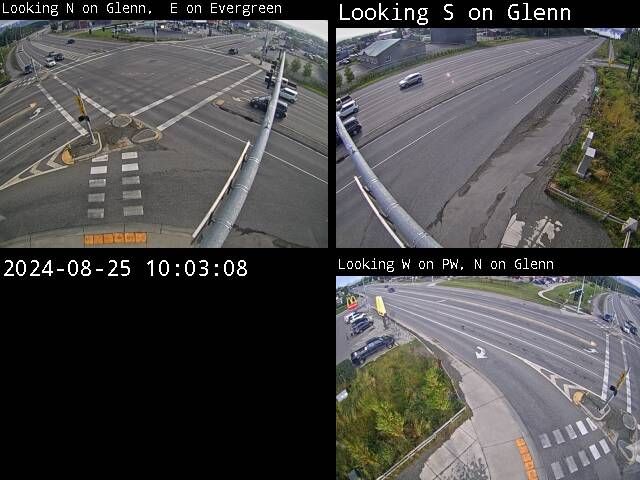 Looking N on Glenn,  E on Evergreen
Looking S on Glenn
2024-08-25 10:03:08
Looking W on PW, N on Glenn